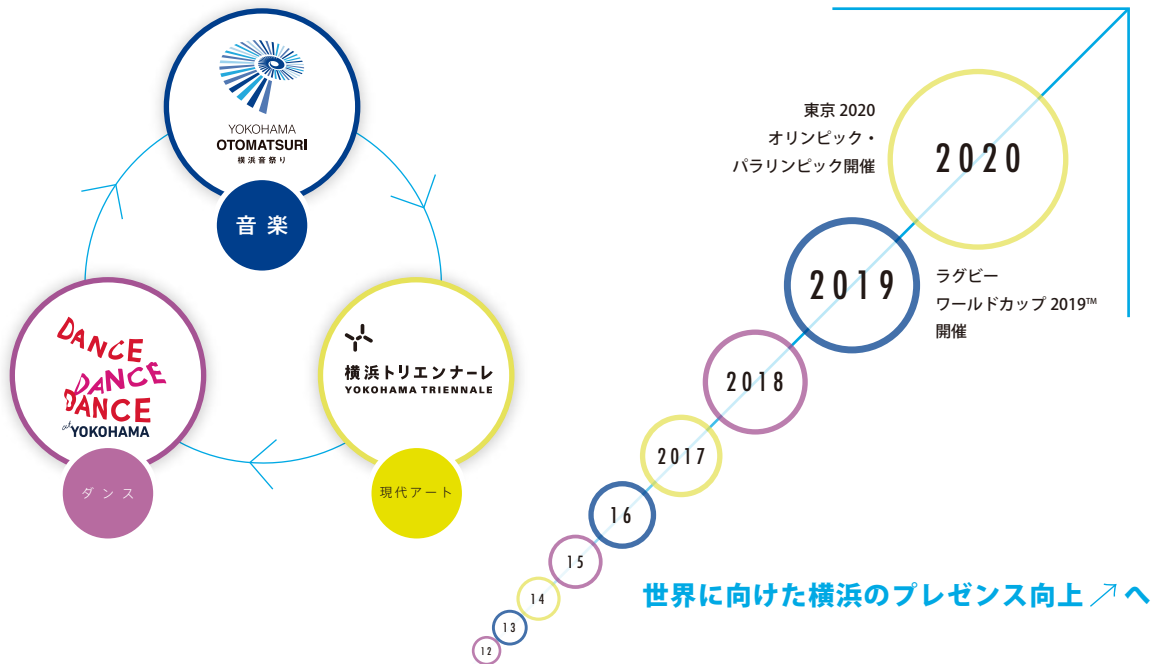 YOKOHAMA
OTOMATSURI
横浜音祭り
音楽
DANCE
DANCE
DANCE
at YOKOHAMA
ダンス
横浜トリエンナーレ
YOKOHAMA TRIENNALE
現代アート
東京 2020
オリンピック・
パラリンピック開催
2020
2019
ラグビー
ワールドカップ 2019™
開催
2018
2017
16
15
14
13
12
世界に向けた横浜のプレゼンス向上↗へ